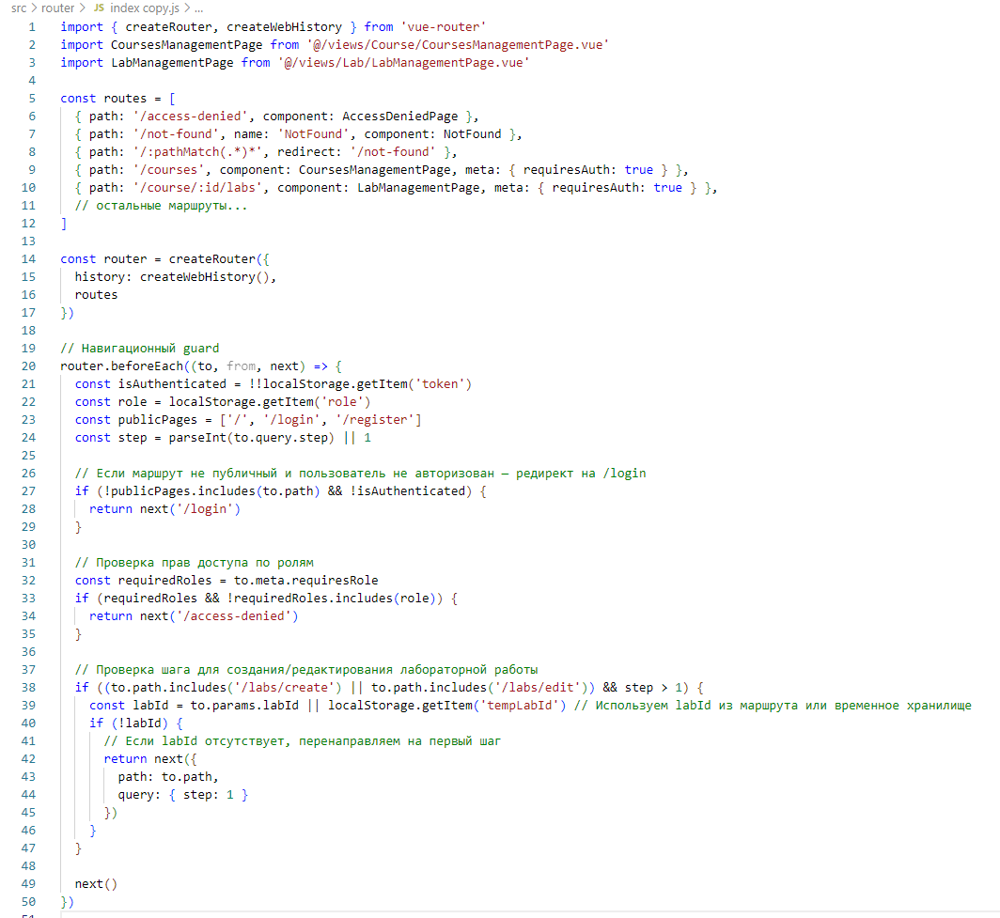 src > router > JS index copy.js > ...
1 import { createRouter, createWebHistory } from 'vue-router'
2 import CoursesManagementPage from '@/views/Course/CoursesManagementPage.vue'
3 import LabManagementPage from '@/views/Lab/LabManagementPage.vue'
4
5 const routes = [
6   { path: '/access-denied', component: AccessDeniedPage },
7   { path: '/not-found', name: 'NotFound', component: NotFound },
8   { path: '/:pathMatch(.*)*', redirect: '/not-found' },
9   { path: '/courses', component: CoursesManagementPage, meta: { requiresAuth: true } },
10   { path: '/course/:id/labs', component: LabManagementPage, meta: { requiresAuth: true } },
11   // остальные маршруты...
12 ]
13
14 const router = createRouter({
15   history: createWebHistory(),
16   routes
17 })
18
19 // Навигационный guard
20 router.beforeEach((to, from, next) => {
21   const isAuthenticated = !!localStorage.getItem('token')
22   const role = localStorage.getItem('role')
23   const publicPages = ['/', '/login', '/register']
24   const step = parseInt(to.query.step) || 1
25
26   // Если маршрут не публичный и пользователь не авторизован — редирект на /login
27   if (!publicPages.includes(to.path) && !isAuthenticated) {
28     return next('/login')
29   }
30
31   // Проверка прав доступа по ролям
32   const requiredRoles = to.meta.requiresRole
33   if (requiredRoles && !requiredRoles.includes(role)) {
34     return next('/access-denied')
35   }
36
37   // Проверка шага для создания/редактирования лабораторной работы
38   if ((to.path.includes('/labs/create') || to.path.includes('/labs/edit')) && step > 1) {
39     const labId = to.params.labId || localStorage.getItem('tempLabId') // Используем labId из маршрута или временное хранилище
40     if (!labId) {
41       // Если labId отсутствует, перенаправляем на первый шаг
42       return next({
43         path: to.path,
44         query: { step: 1 }
45       })
46     }
47   }
48
49   next()
50 })
51